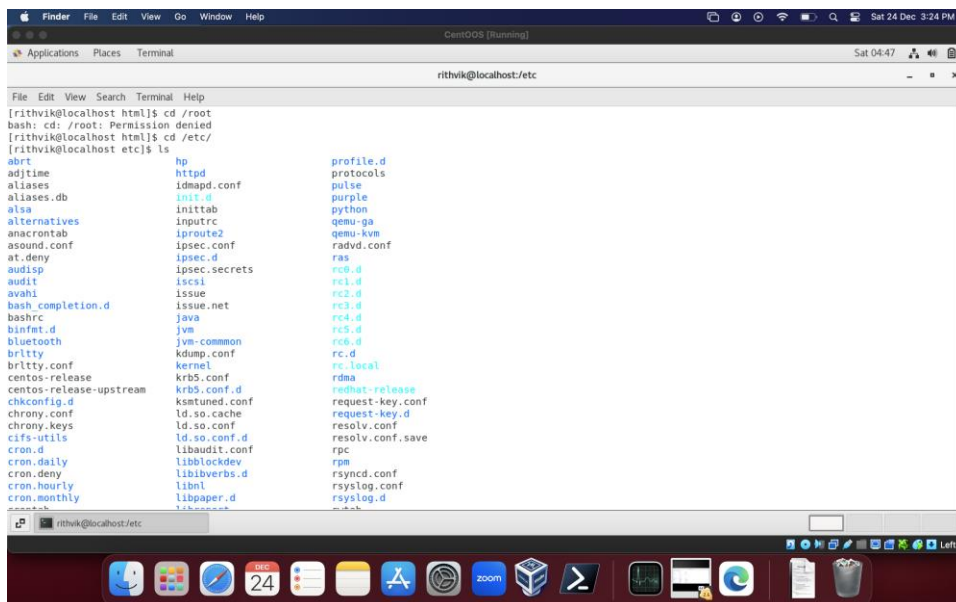 Finder File Edit View Go Window Help Sat 24 Dec 3:24 PM
CentOOS [Running]
Applications Places Terminal Sat 04:47
rithvik@localhost:/etc
File Edit View Search Terminal Help
[rithvik@localhost html]$ cd /root
bash: cd: /root: Permission denied
[rithvik@localhost html]$ cd /etc/
[rithvik@localhost etc]$ ls
abrt hp profile.d
adjtime httpd protocols
aliases idmapd.conf pulse
aliases.db init.d purple
alsa inittab python
alternatives inputrc qemu-ga
anacrontab iproute2 qemu-kvm
asound.conf ipsec.conf radvd.conf
at.deny ipsec.d ras
audisp ipsec.secrets rc0.d
audit iscsi rc1.d
avahi issue rc2.d
bash_completion.d issue.net rc3.d
bashrc java rc4.d
binfmt.d jvm rc5.d
bluetooth jvm-commmon rc6.d
brltty kdump.conf rc.d
brltty.conf kernel rc.local
centos-release krb5.conf rdma
centos-release-upstream krb5.conf.d redhat-release
chkconfig.d ksmtuned.conf request-key.conf
chrony.conf ld.so.cache request-key.d
chrony.keys ld.so.conf resolv.conf
cifs-utils ld.so.conf.d resolv.conf.save
cron.d libaudit.conf rpc
cron.daily libblockdev rpm
cron.deny libibverbs.d rsyncd.conf
cron.hourly libnl rsyslog.conf
cron.monthly libpaper.d rsyslog.d
rithvik@localhost:/etc
Left
DEC
24
zoom